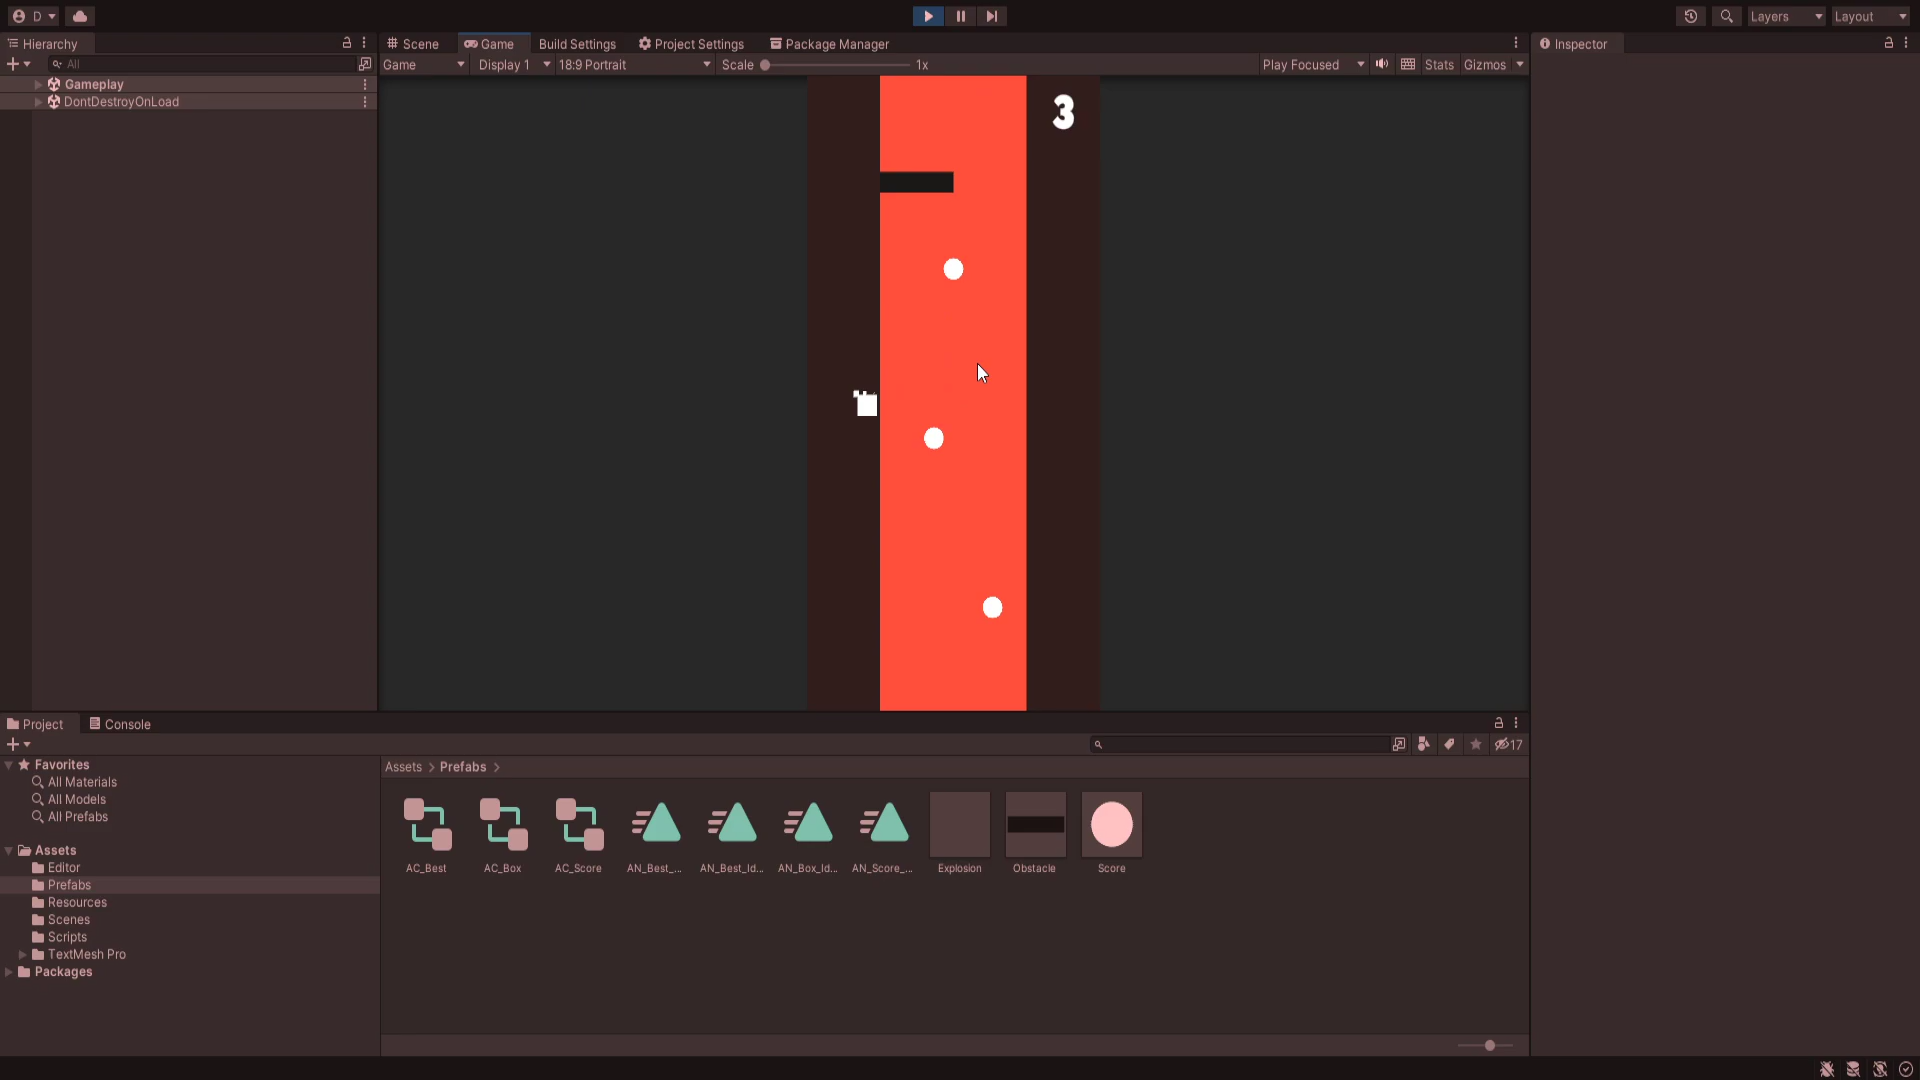 D
Layers
Layout
Hierarchy
Scene
Game
Build Settings
Project Settings
Package Manager
Inspector
All
Game
Display 1
18:9 Portrait
Scale
1x
Play Focused
Stats
Gizmos
Gameplay
DontDestroyOnLoad
3
Project
Console
17
Favorites
All Materials
All Models
All Prefabs
Assets
Editor
Prefabs
Resources
Scenes
Scripts
TextMesh Pro
Packages
Assets > Prefabs >
AC_Best
AC_Box
AC_Score
AN_Best_...
AN_Best_Id...
AN_Box_Id...
AN_Score_...
Explosion
Obstacle
Score